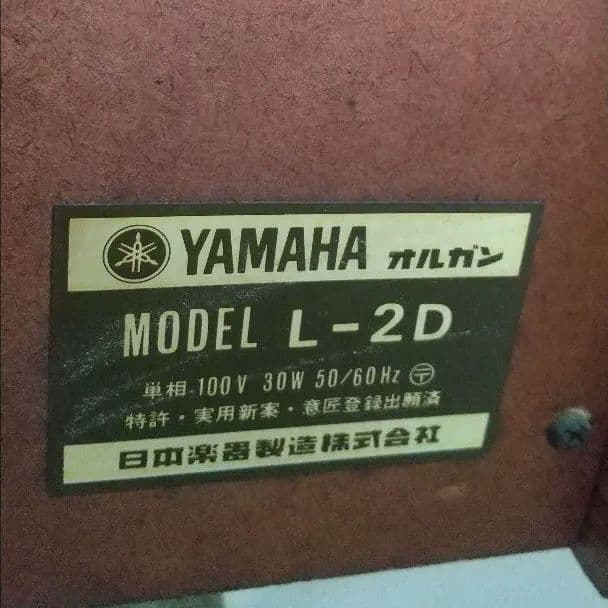 YAMAHA オルガン
MODEL L-2D
単相 100V 30W 50/60Hz 〶
特許・実用新案・意匠登録出願済
日本楽器製造株式会社